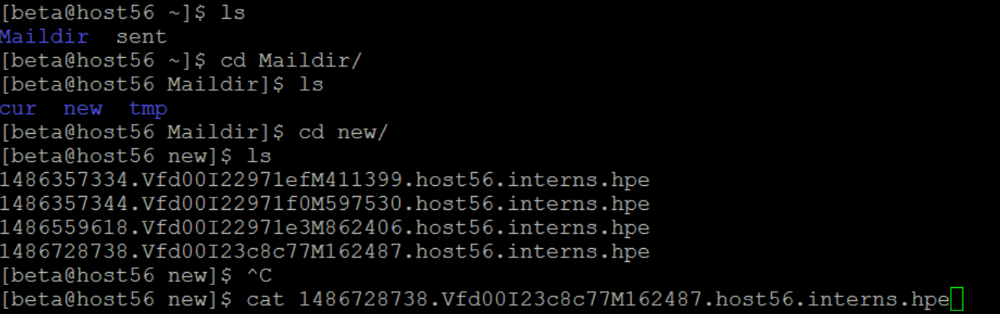 [beta@host56 ~]$ ls
Maildir  sent
[beta@host56 ~]$ cd Maildir/
[beta@host56 Maildir]$ ls
cur  new  tmp
[beta@host56 Maildir]$ cd new/
[beta@host56 new]$ ls
1486357334.Vfd00I22971efM411399.host56.interns.hpe
1486357344.Vfd00I22971f0M597530.host56.interns.hpe
1486559618.Vfd00I22971e3M862406.host56.interns.hpe
1486728738.Vfd00I23c8c77M162487.host56.interns.hpe
[beta@host56 new]$ ^C
[beta@host56 new]$ cat 1486728738.Vfd00I23c8c77M162487.host56.interns.hpe